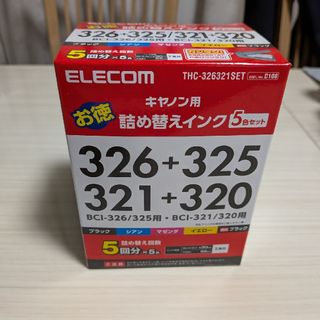 326+325/321+320
ELECOM
THC-326321SET
C108
キヤノン用
お徳
詰め替えインク
5色セット
326+325
321+320
BCI-326/325用・BCI-321/320用
ブラック
シアン
マゼンタ
イエロー
ブラック
詰め替え回数
5回分×5色